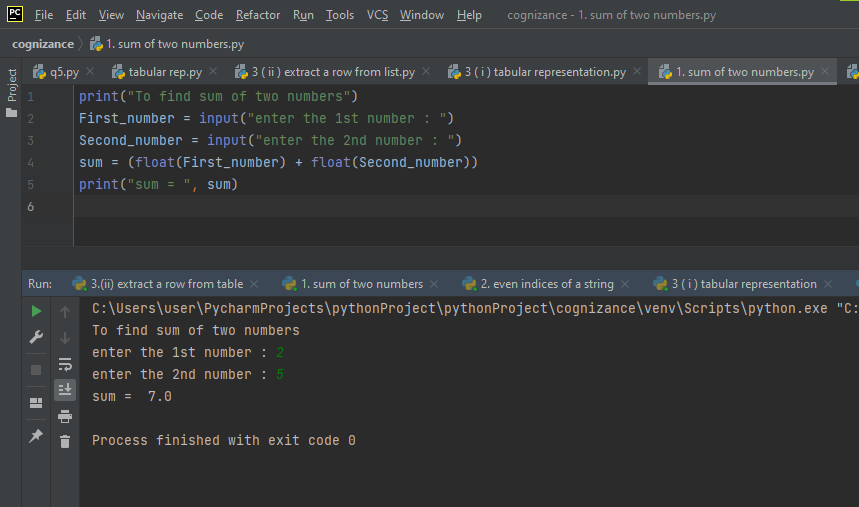 PC File Edit View Navigate Code Refactor Run Tools VCS Window Help cognizance - 1. sum of two numbers.py
cognizance 1. sum of two numbers.py
Project
q5.py tabular rep.py 3 ( ii ) extract a row from list.py 3 ( i ) tabular representation.py 1. sum of two numbers.py
1 print("To find sum of two numbers")
2 First_number = input("enter the 1st number : ")
3 Second_number = input("enter the 2nd number : ")
4 sum = (float(First_number) + float(Second_number))
5 print("sum = ", sum)
6
Run: 3.(ii) extract a row from table 1. sum of two numbers 2. even indices of a string 3 ( i ) tabular representation
C:\Users\user\PycharmProjects\pythonProject\pythonProject\cognizance\venv\Scripts\python.exe "C:
To find sum of two numbers
enter the 1st number : 2
enter the 2nd number : 5
sum =  7.0
Process finished with exit code 0